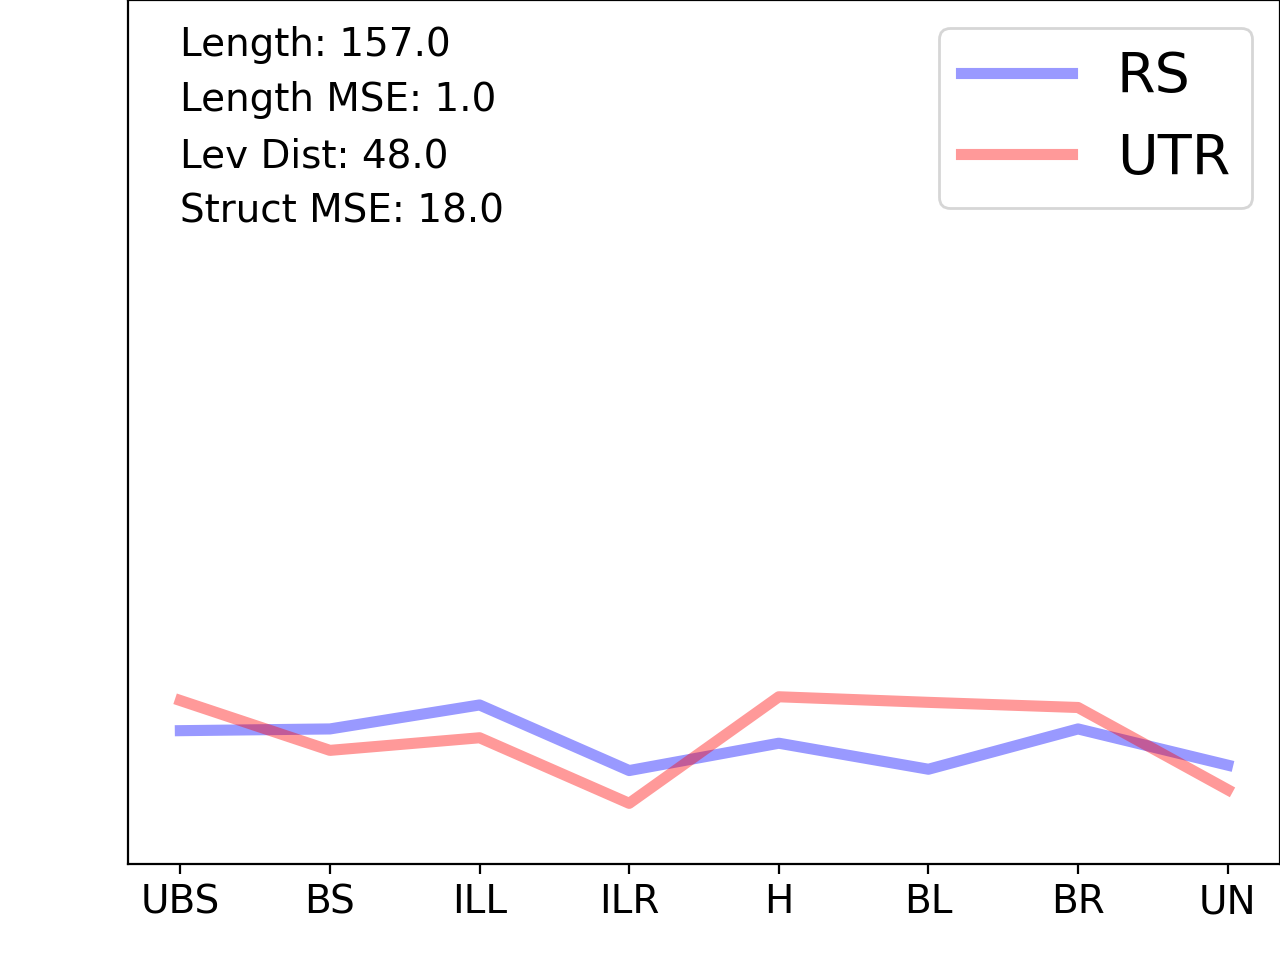 Length: 157.0
Length MSE: 1.0
Lev Dist: 48.0
Struct MSE: 18.0
RS
UTR
UBS BS ILL ILR H BL BR UN